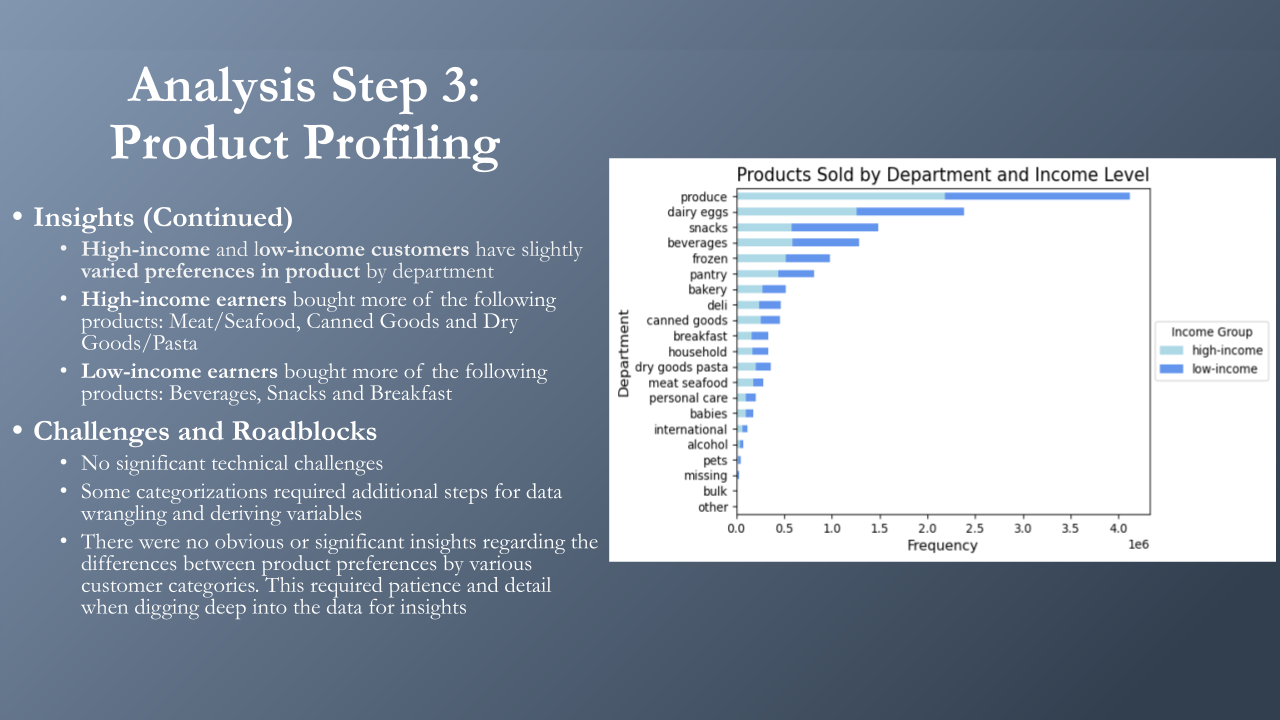 Analysis Step 3:
Product Profiling
• Insights (Continued)
• High-income and low-income customers have slightly
varied preferences in product by department
• High-income earners bought more of the following
products: Meat/Seafood, Canned Goods and Dry
Goods/Pasta
• Low-income earners bought more of the following
products: Beverages, Snacks and Breakfast
• Challenges and Roadblocks
• No significant technical challenges
• Some categorizations required additional steps for data
wrangling and deriving variables
• There were no obvious or significant insights regarding the
differences between product preferences by various
customer categories. This required patience and detail
when digging deep into the data for insights
Products Sold by Department and Income Level
Department
produce
dairy eggs
snacks
beverages
frozen
pantry
bakery
deli
canned goods
breakfast
household
dry goods pasta
meat seafood
personal care
babies
international
alcohol
pets
missing
bulk
other
0.0 0.5 1.0 1.5 2.0 2.5 3.0 3.5 4.0
1e6
Frequency
Income Group
high-income
low-income